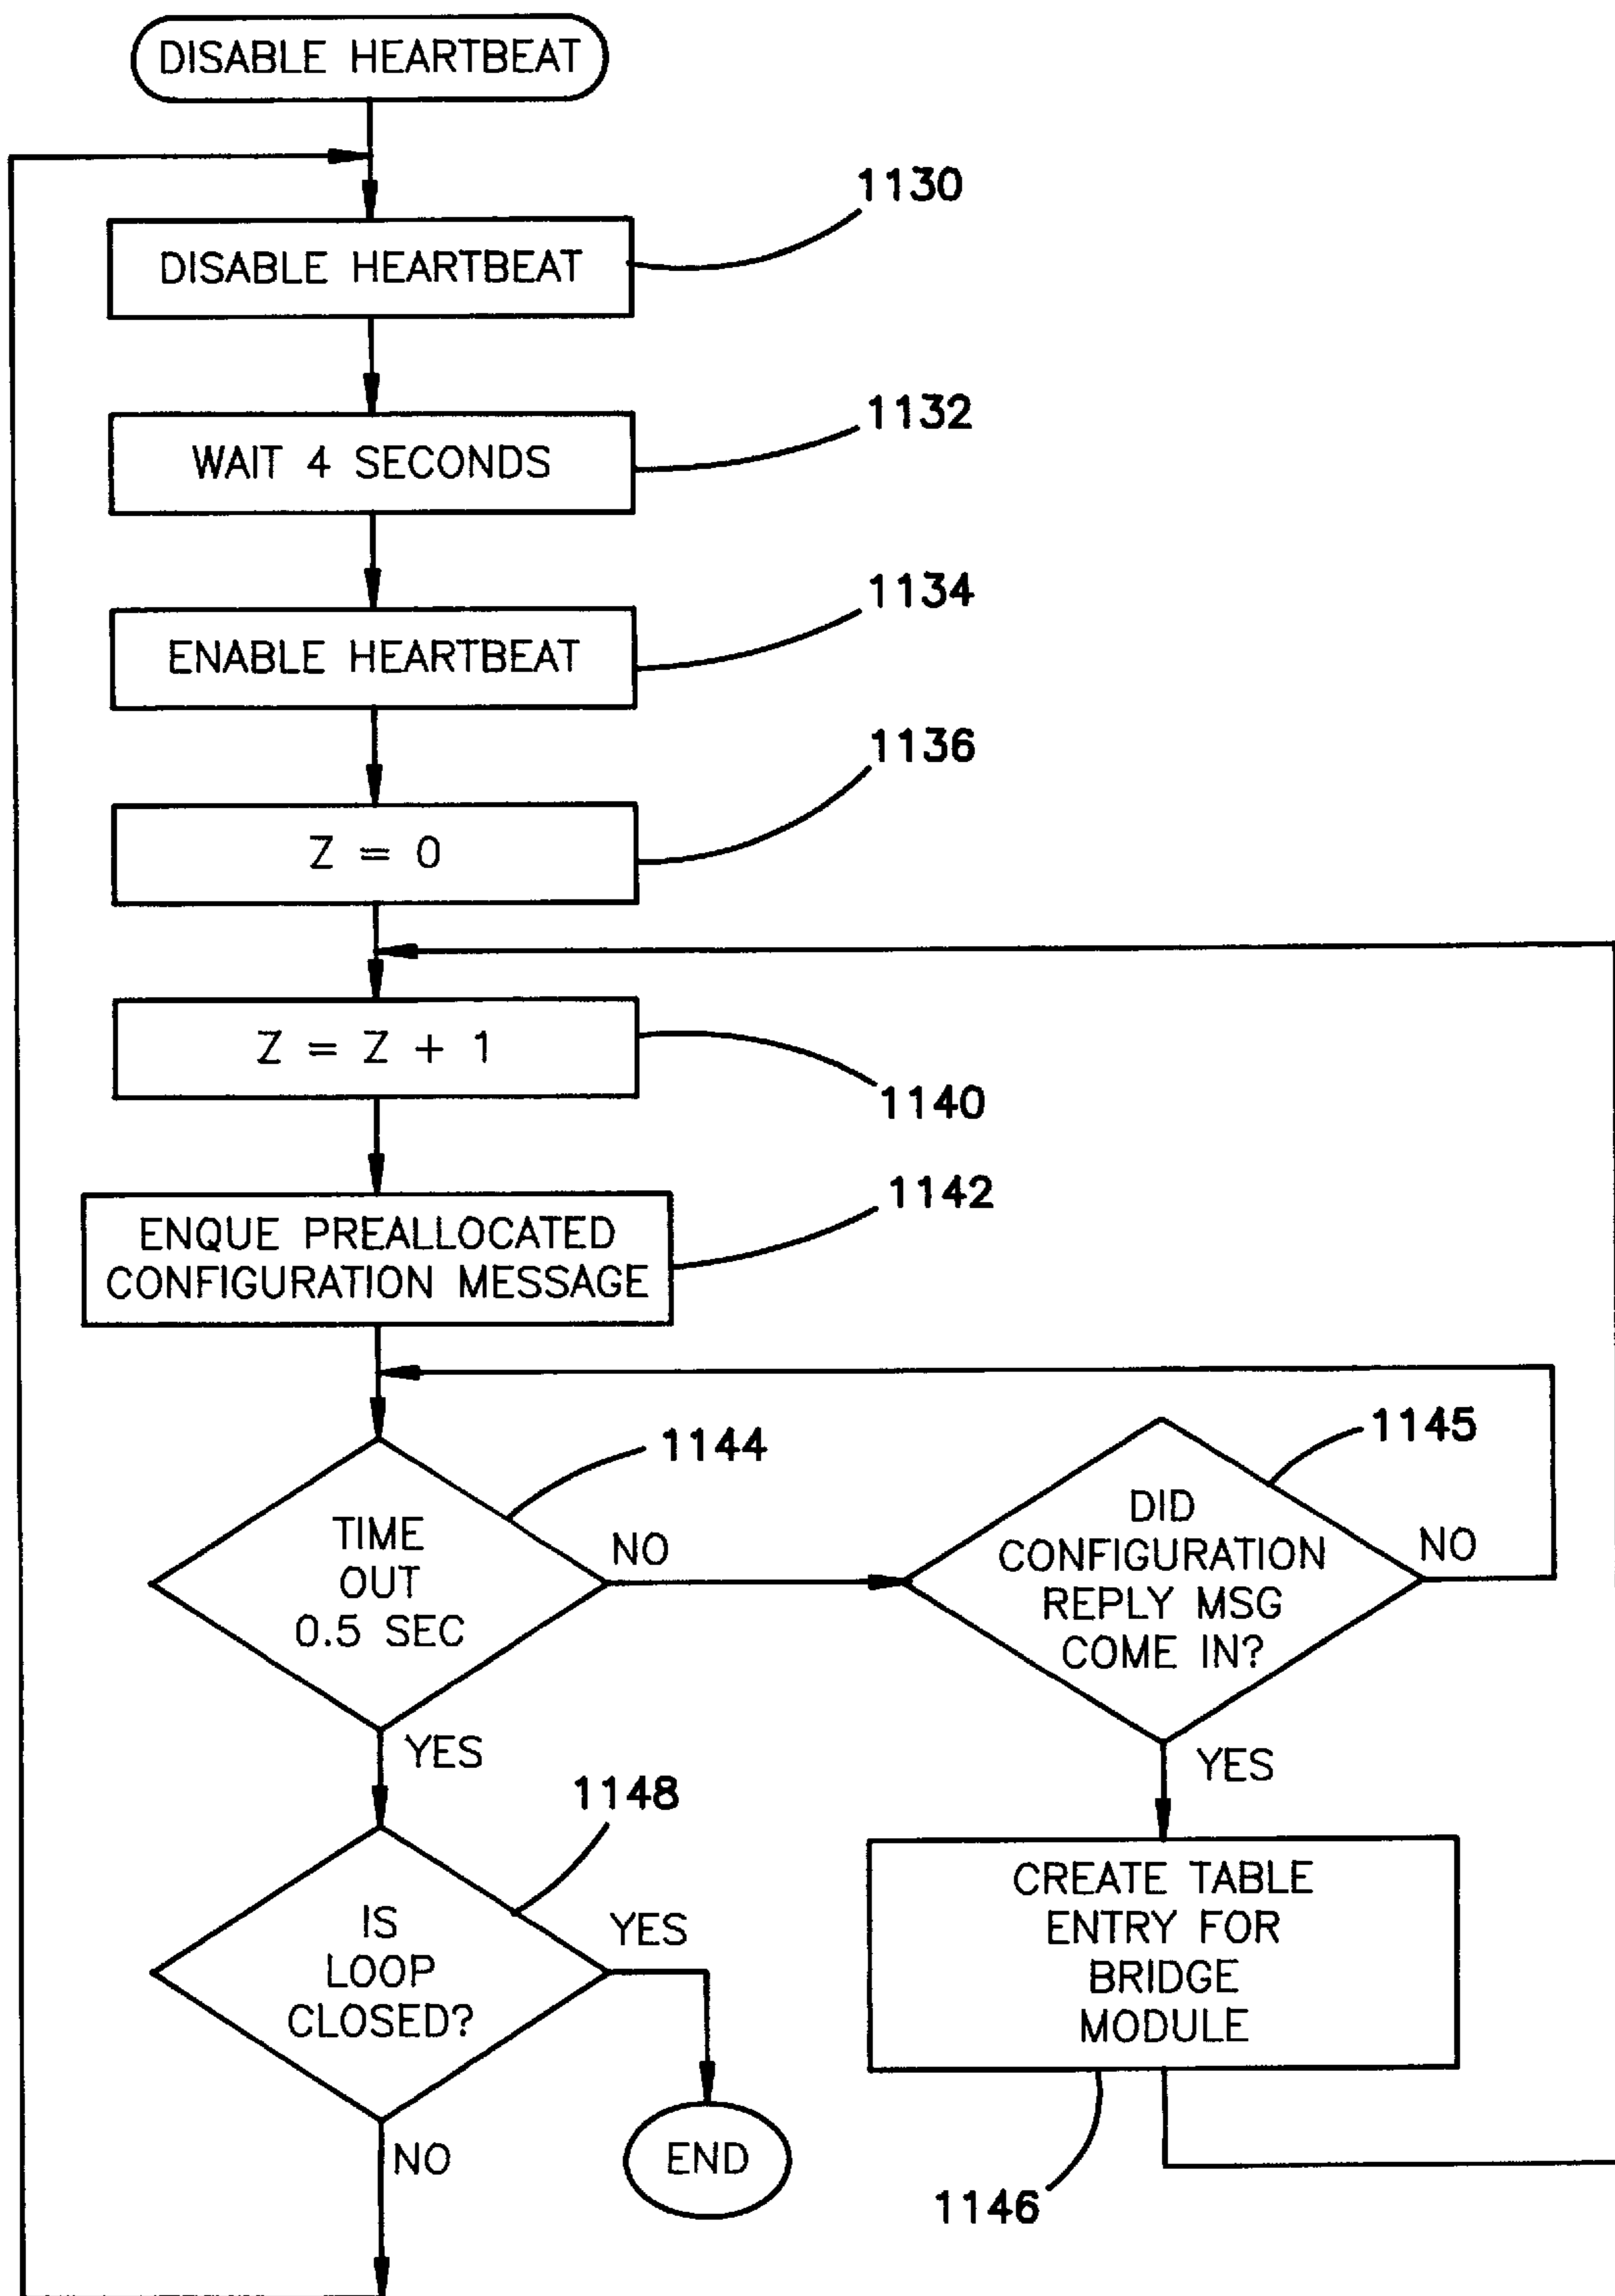 DISABLE HEARTBEAT
1130
DISABLE HEARTBEAT
1132
WAIT 4 SECONDS
1134
ENABLE HEARTBEAT
1136
Z = 0
Z = Z + 1
1140
1142
ENQUE PREALLOCATED
CONFIGURATION MESSAGE
1144
TIME
OUT
0.5 SEC
NO
YES
1145
DID
CONFIGURATION
REPLY MSG
COME IN?
NO
YES
1148
IS
LOOP
CLOSED?
YES
NO
END
CREATE TABLE
ENTRY FOR
BRIDGE
MODULE
1146